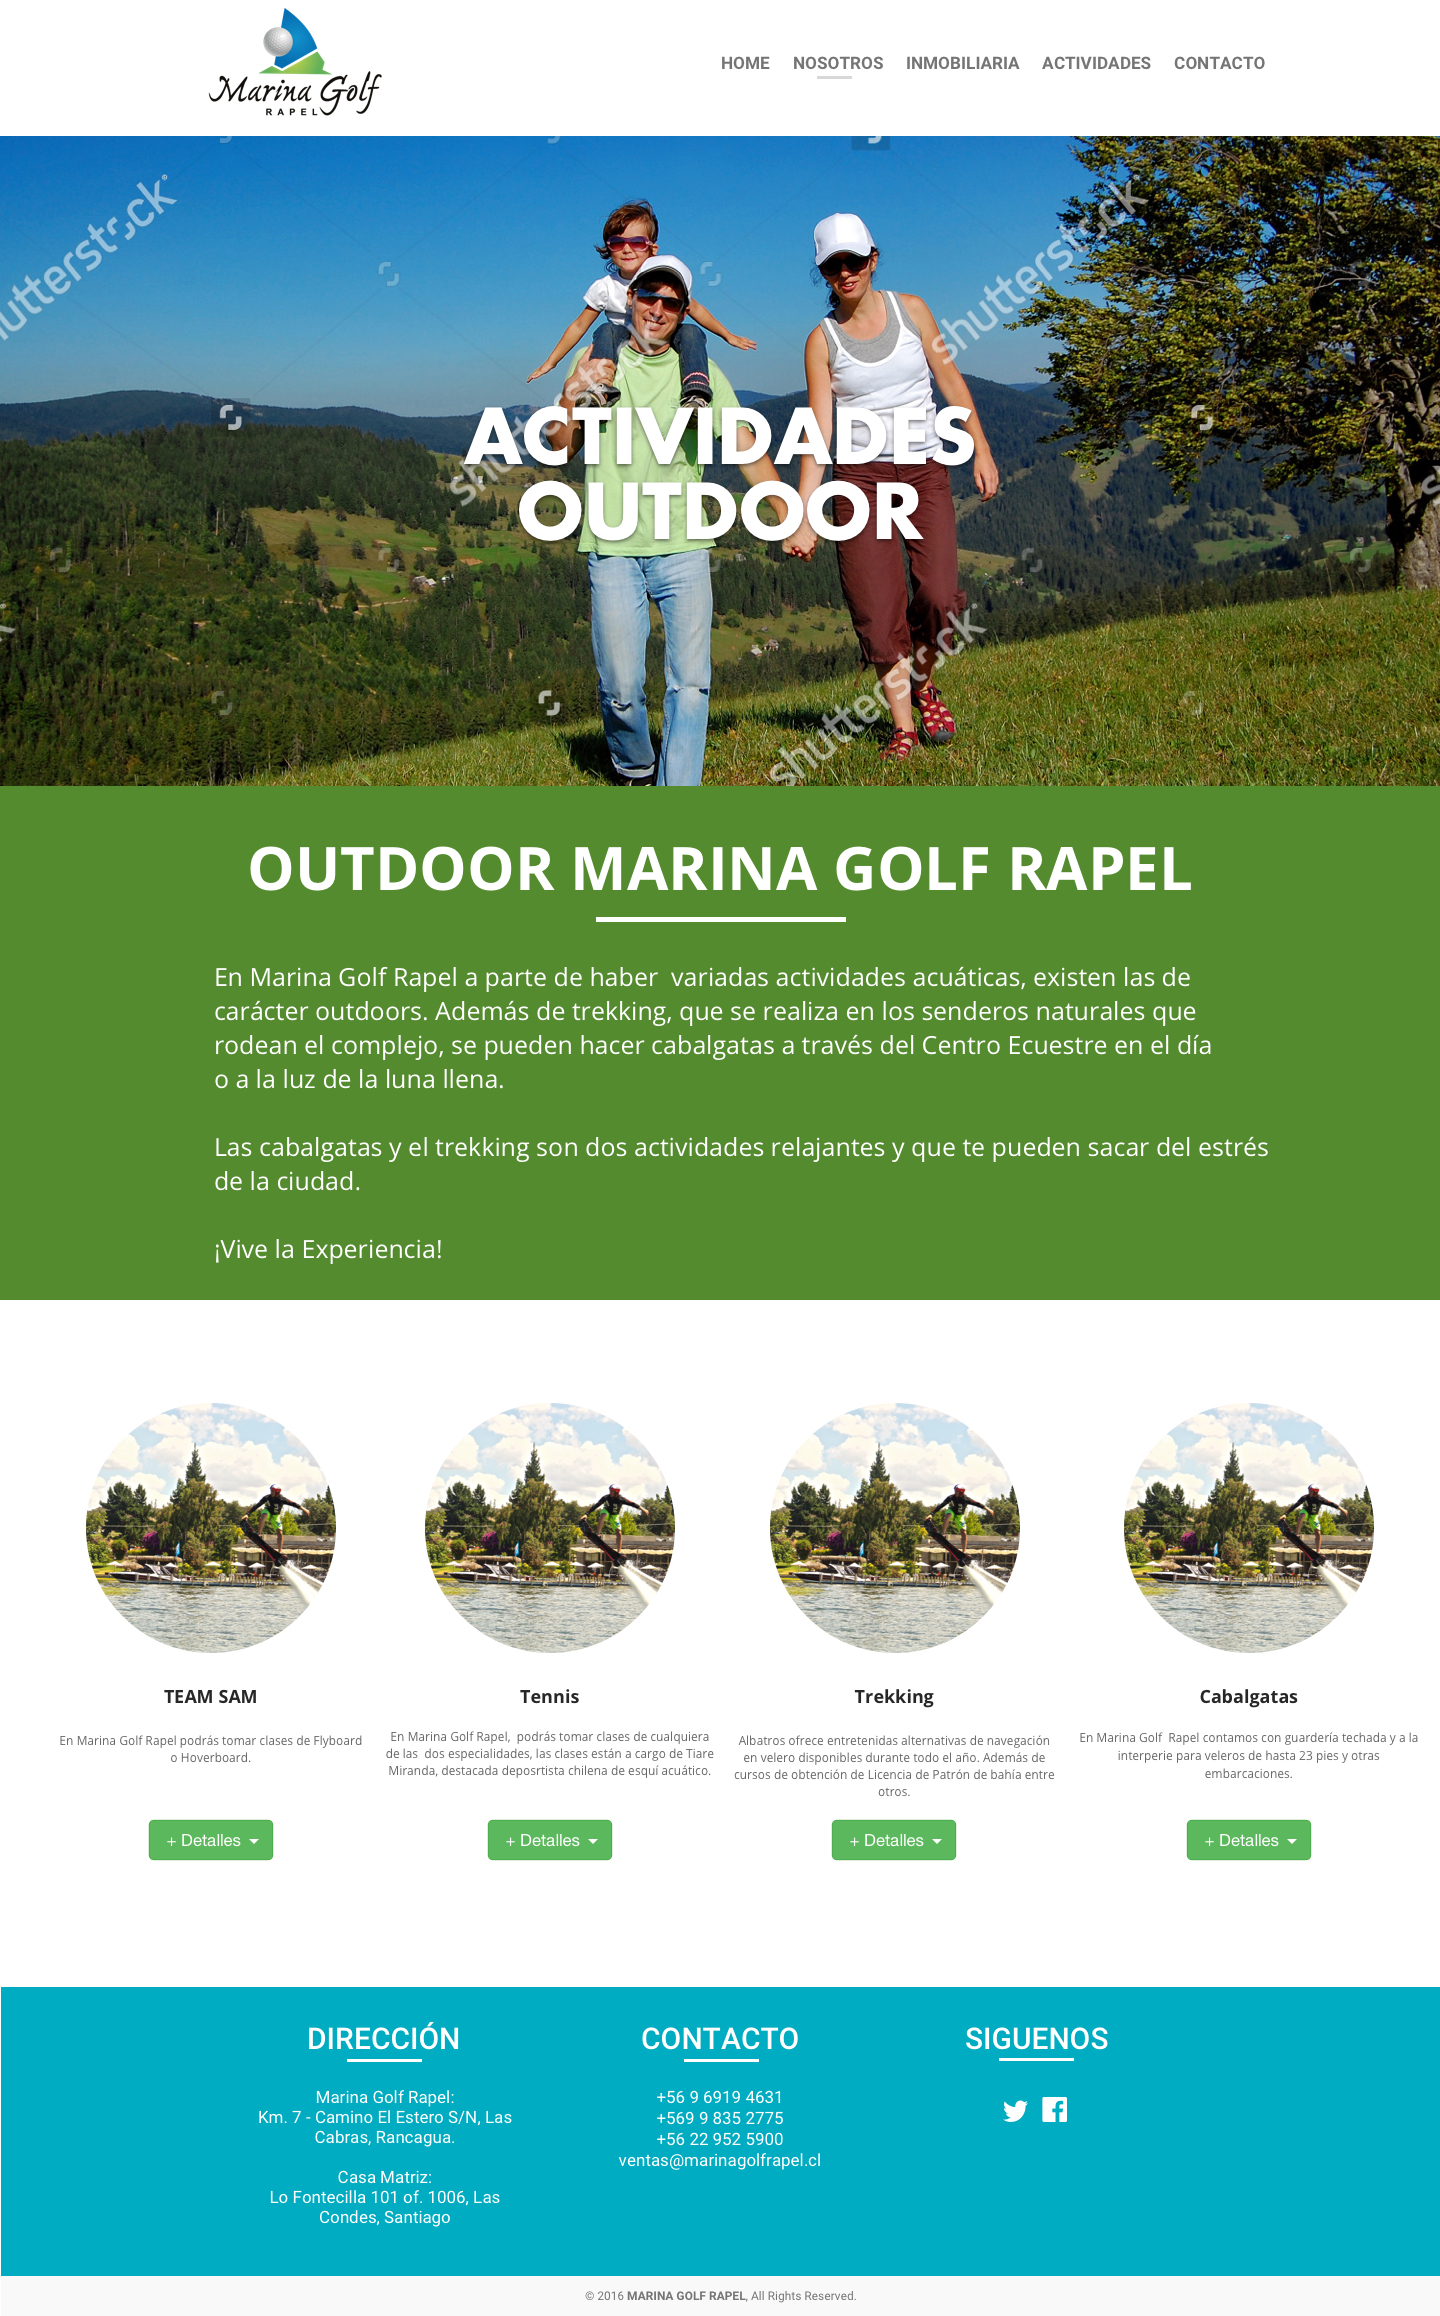 Marina Golf
RAPEL
HOME NOSOTROS INMOBILIARIA ACTIVIDADES CONTACTO
shutterstock
shutterstock
shutterstock
shutterstock
ACTIVIDADES
OUTDOOR
OUTDOOR MARINA GOLF RAPEL
En Marina Golf Rapel a parte de haber  variadas actividades acuáticas, existen las de
carácter outdoors. Además de trekking, que se realiza en los senderos naturales que
rodean el complejo, se pueden hacer cabalgatas a través del Centro Ecuestre en el día
o a la luz de la luna llena.
Las cabalgatas y el trekking son dos actividades relajantes y que te pueden sacar del estrés
de la ciudad.
¡Vive la Experiencia!
TEAM SAM
En Marina Golf Rapel podrás tomar clases de Flyboard
o Hoverboard.
+ Detalles
Tennis
En Marina Golf Rapel,  podrás tomar clases de cualquiera
de las  dos especialidades, las clases están a cargo de Tiare
Miranda, destacada deposrtista chilena de esquí acuático.
+ Detalles
Trekking
Albatros ofrece entretenidas alternativas de navegación
en velero disponibles durante todo el año. Además de
cursos de obtención de Licencia de Patrón de bahía entre
otros.
+ Detalles
Cabalgatas
En Marina Golf  Rapel contamos con guardería techada y a la
interperie para veleros de hasta 23 pies y otras
embarcaciones.
+ Detalles
DIRECCIÓN
Marina Golf Rapel:
Km. 7 - Camino El Estero S/N, Las
Cabras, Rancagua.
Casa Matriz:
Lo Fontecilla 101 of. 1006, Las
Condes, Santiago
CONTACTO
+56 9 6919 4631
+569 9 835 2775
+56 22 952 5900
ventas@marinagolfrapel.cl
SIGUENOS
© 2016 MARINA GOLF RAPEL, All Rights Reserved.